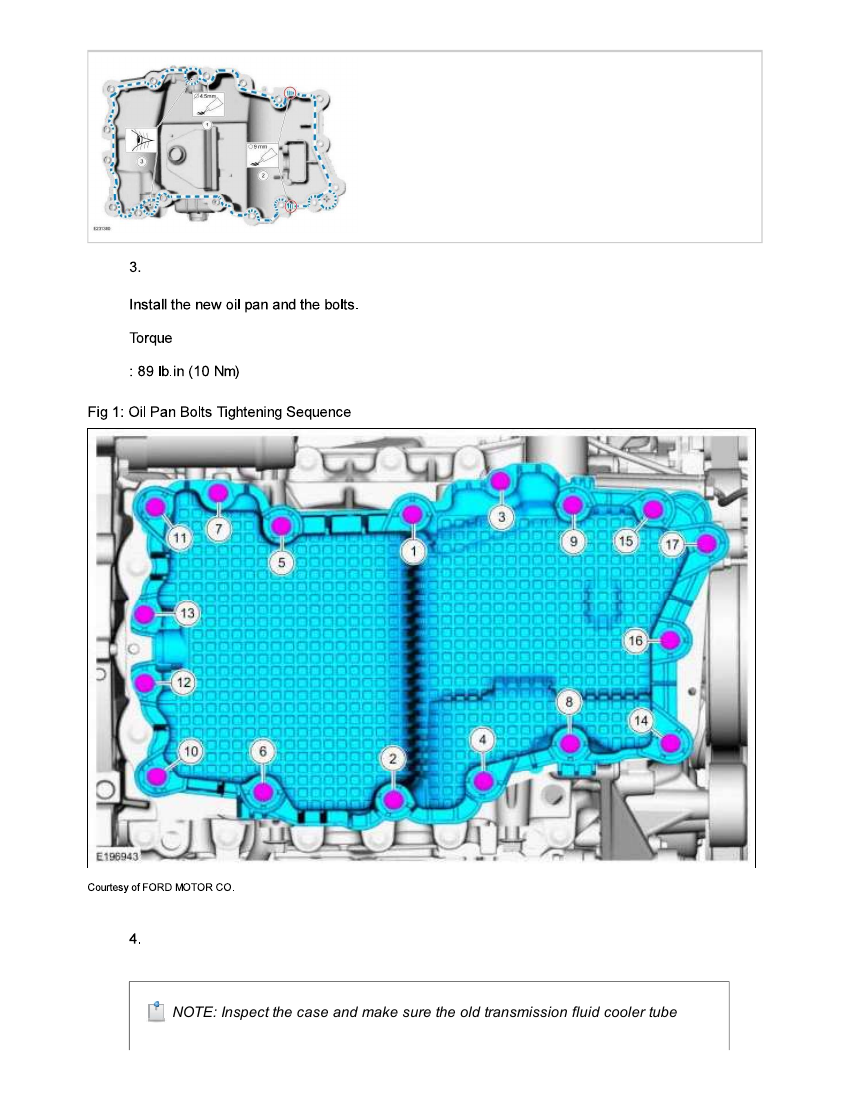 Ø 4.5mm
1
3
Ø 9 mm
2
3.
Install the new oil pan and the bolts.
Torque
: 89 lb.in (10 Nm)
Fig 1: Oil Pan Bolts Tightening Sequence
11
7
5
1
3
9
15
17
13
16
12
8
14
10
6
2
4
E196943
Courtesy of FORD MOTOR CO.
4.
NOTE: Inspect the case and make sure the old transmission fluid cooler tube